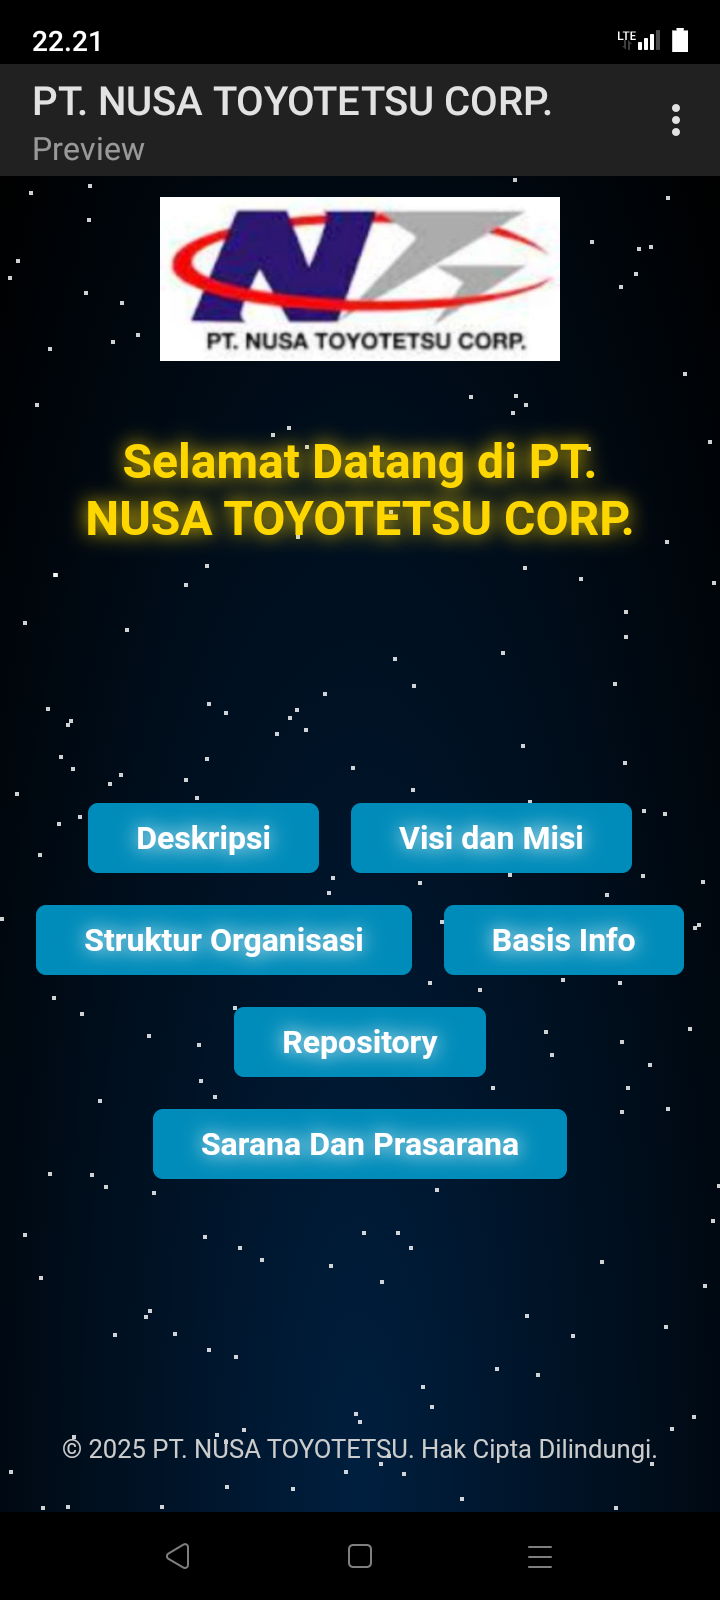 22.21
LTE
PT. NUSA TOYOTETSU CORP.
Preview
PT. NUSA TOYOTETSU CORP.
Selamat Datang di PT.
NUSA TOYOTETSU CORP.
Deskripsi
Visi dan Misi
Struktur Organisasi
Basis Info
Repository
Sarana Dan Prasarana
© 2025 PT. NUSA TOYOTETSU. Hak Cipta Dilindungi.